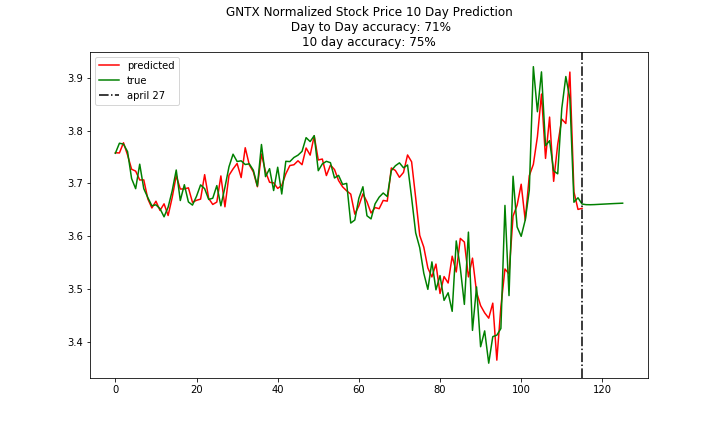 GNTX Normalized Stock Price 10 Day Prediction
Day to Day accuracy: 71%
10 day accuracy: 75%
predicted
true
april 27
3.9
3.8
3.7
3.6
3.5
3.4
0 20 40 60 80 100 120